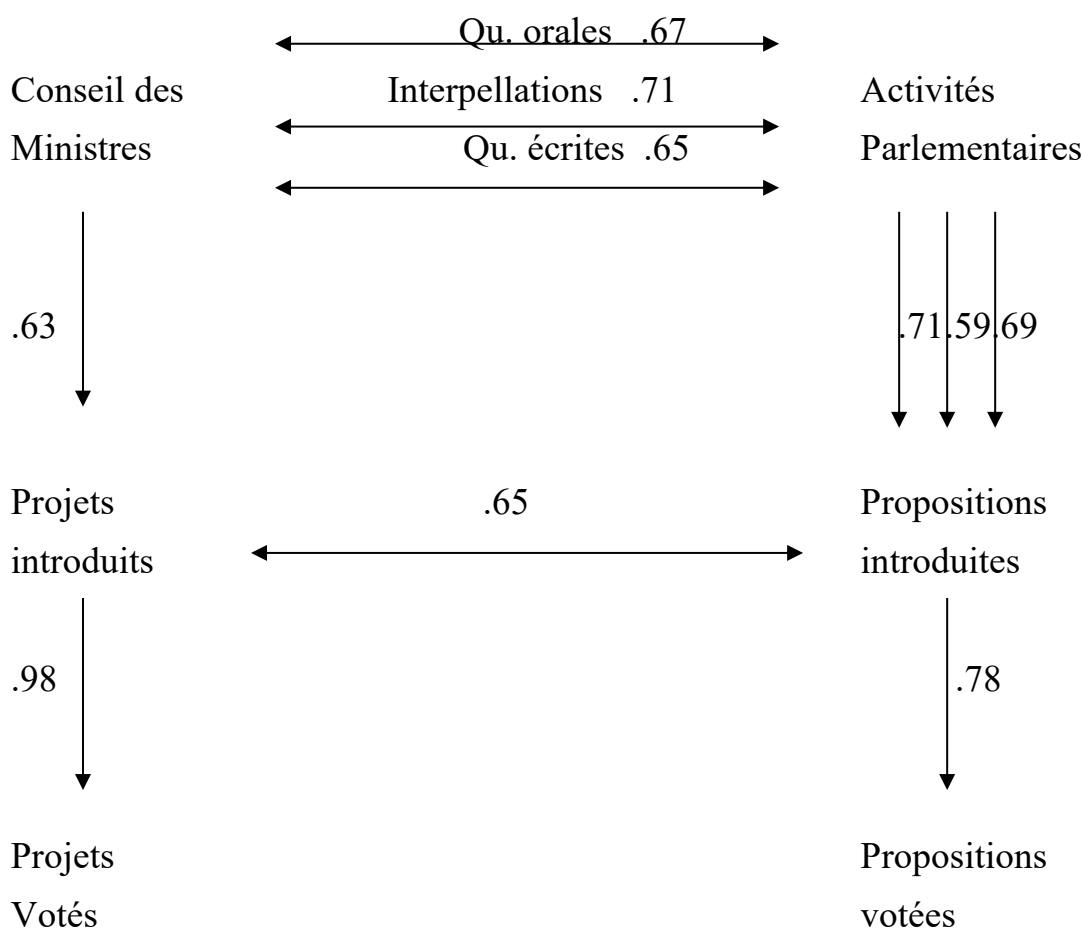 Qu. orales .67
Conseil des Interpellations .71 Activités
Ministres Qu. écrites .65 Parlementaires
.63 .71 .59 .69
Projets .65 Propositions
introduits introduites
.98 .78
Projets Propositions
Votés votées